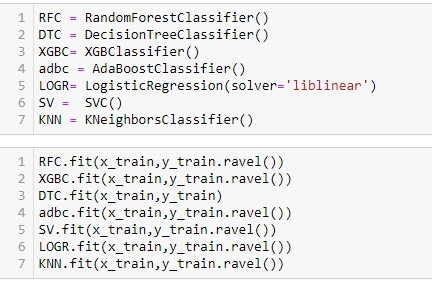 1 RFC = RandomForestClassifier()
2 DTC = DecisionTreeClassifier()
3 XGBC= XGBClassifier()
4 adbc = AdaBoostClassifier()
5 LOGR= LogisticRegression(solver='liblinear')
6 SV =  SVC()
7 KNN = KNeighborsClassifier()
1 RFC.fit(x_train,y_train.ravel())
2 XGBC.fit(x_train,y_train.ravel())
3 DTC.fit(x_train,y_train)
4 adbc.fit(x_train,y_train.ravel())
5 SV.fit(x_train,y_train.ravel())
6 LOGR.fit(x_train,y_train.ravel())
7 KNN.fit(x_train,y_train.ravel())